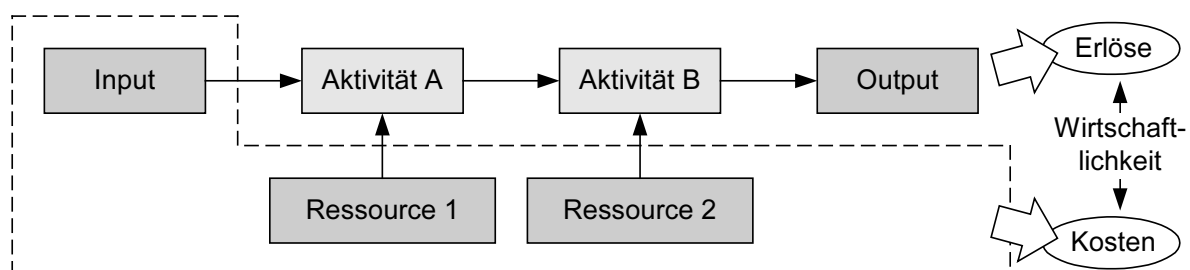 Input
Aktivität A
Aktivität B
Output
Erlöse
Wirtschaft-
lichkeit
Ressource 1
Ressource 2
Kosten